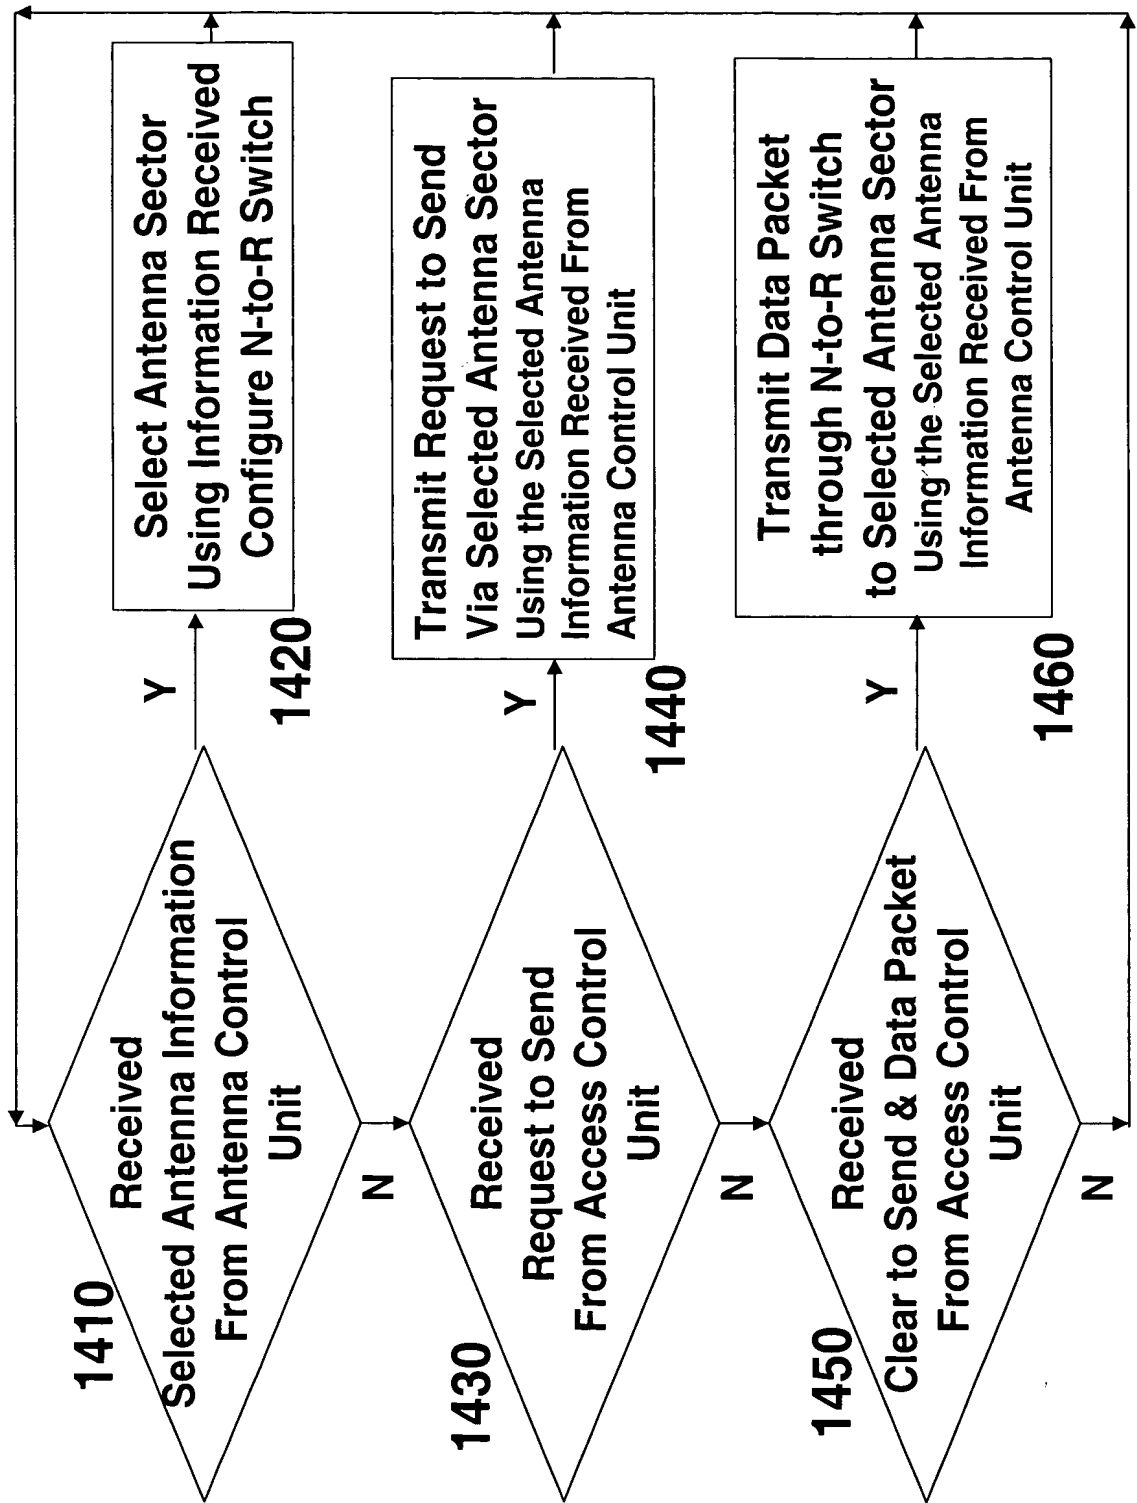 1410
Received
Selected Antenna Information
From Antenna Control
Unit
Y
1420
Select Antenna Sector
Using Information Received
Configure N-to-R Switch
N
1430
Received
Request to Send
From Access Control
Unit
Y
1440
Transmit Request to Send
Via Selected Antenna Sector
Using the Selected Antenna
Information Received From
Antenna Control Unit
N
1450
Received
Clear to Send & Data Packet
From Access Control
Unit
Y
1460
Transmit Data Packet
through N-to-R Switch
to Selected Antenna Sector
Using the Selected Antenna
Information Received From
Antenna Control Unit
N